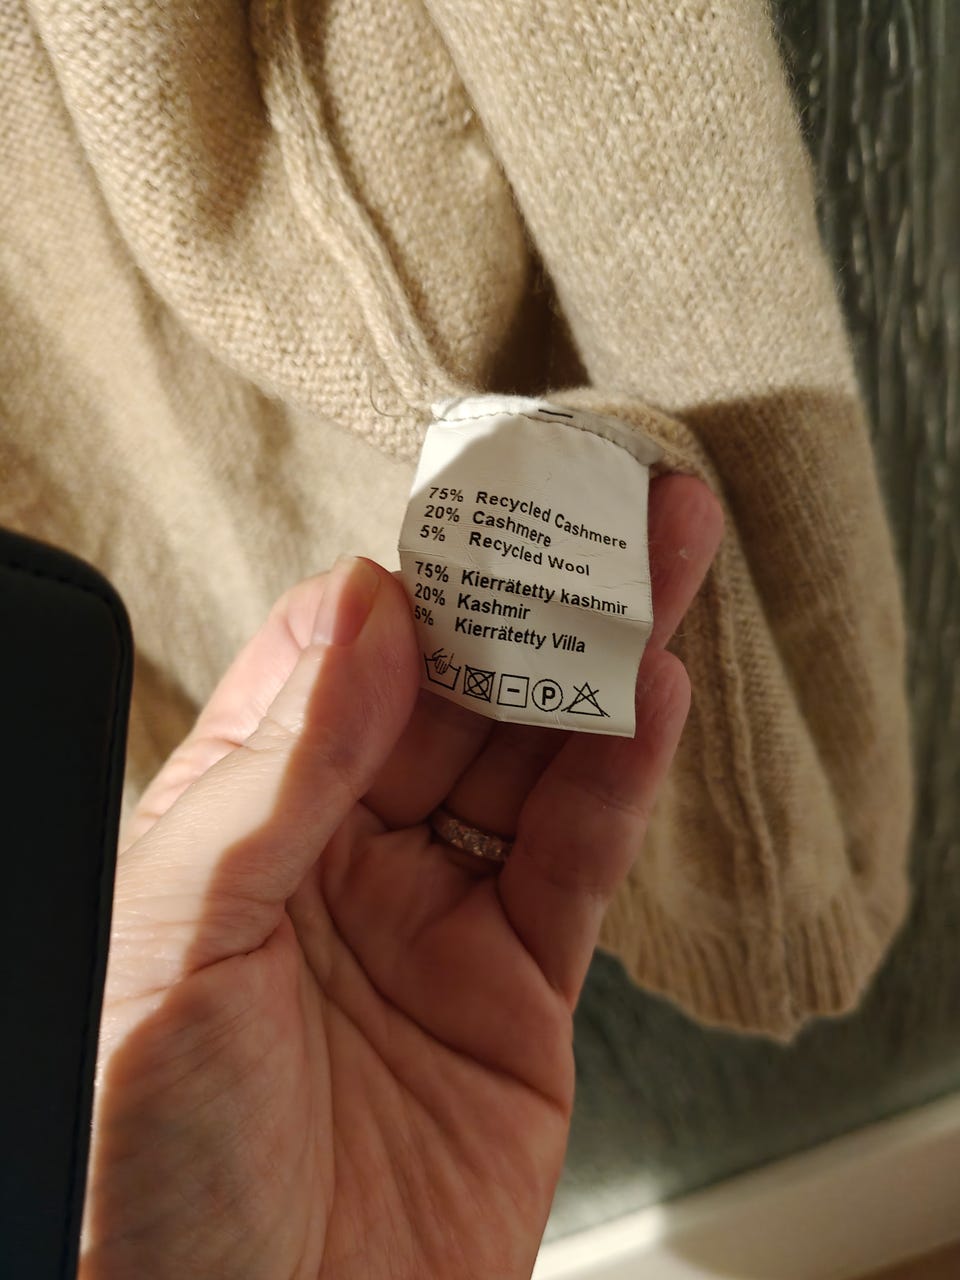 75% Recycled Cashmere
20% Cashmere
5% Recycled Wool
75% Kierrätetty kashmir
20% Kashmir
5% Kierrätetty Villa
P